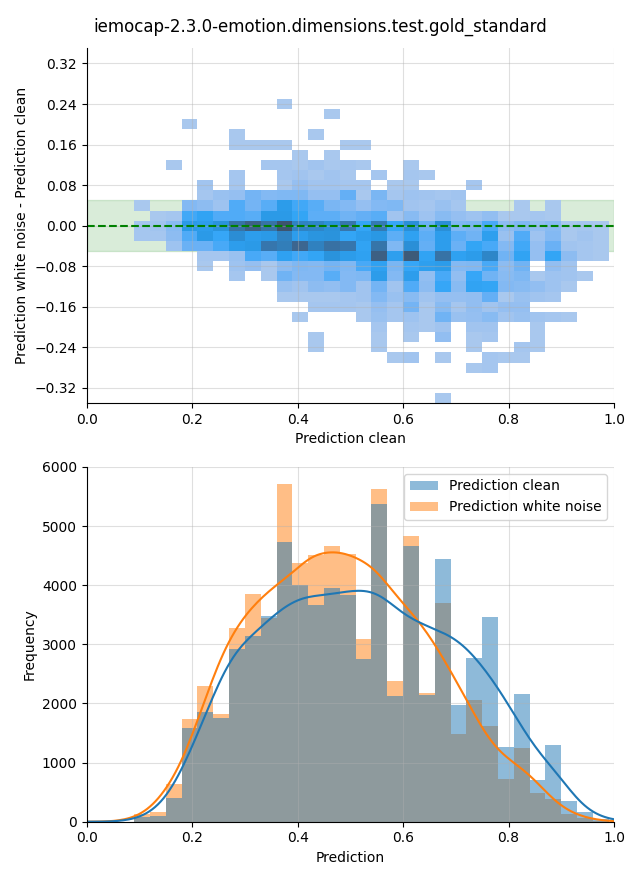 iemocap-2.3.0-emotion.dimensions.test.gold_standard
Prediction white noise - Prediction clean
0.32
0.24
0.16
0.08
0.00
−0.08
−0.16
−0.24
−0.32
0.0 0.2 0.4 0.6 0.8 1.0
Prediction clean
Frequency
6000
5000
4000
3000
2000
1000
0
Prediction clean
Prediction white noise
0.0 0.2 0.4 0.6 0.8 1.0
Prediction